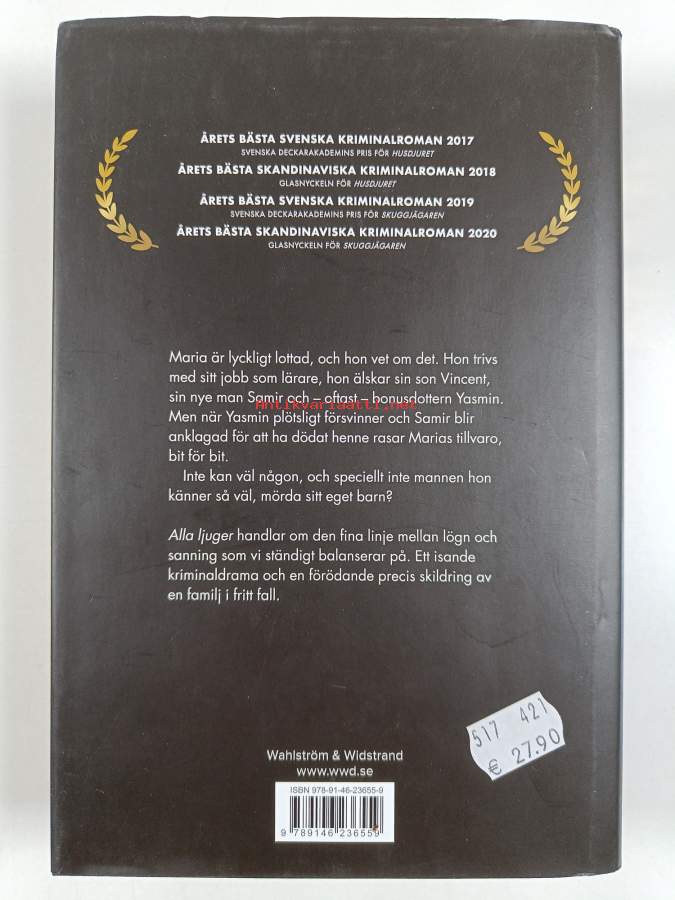 ÅRETS BÄSTA SVENSKA KRIMINALROMAN 2017
SVENSKA DECKARAKADEMINS PRIS FÖR HUSDJURET
ÅRETS BÄSTA SKANDINAVISKA KRIMINALROMAN 2018
GLASNYCKELN FÖR HUSDJURET
ÅRETS BÄSTA SVENSKA KRIMINALROMAN 2019
SVENSKA DECKARAKADEMINS PRIS FÖR SKUGGJÄGAREN
ÅRETS BÄSTA SKANDINAVISKA KRIMINALROMAN 2020
GLASNYCKELN FÖR SKUGGJÄGAREN
Maria är lyckligt lottad, och hon vet om det. Hon trivs
med sitt jobb som lärare, hon älskar sin son Vincent,
sin nye man Samir och – oftast – honusdottern Yasmin.
Antikvariaatti.net
Men när Yasmin plötsligt försvinner och Samir blir
anklagad för att ha dödat henne rasar Marias tillvaro,
bit för bit.
Inte kan väl någon, och speciellt inte mannen hon
känner så väl, mörda sitt eget barn?
Alla ljuger handlar om den fina linje mellan lögn och
sanning som vi ständigt balanserar på. Ett isande
kriminaldrama och en förödande precis skildring av
en familj i fritt fall.
517 421
€ 27.90
Wahlström & Widstrand
www.wwd.se
ISBN 978-91-46-23655-9
9 789146 236559